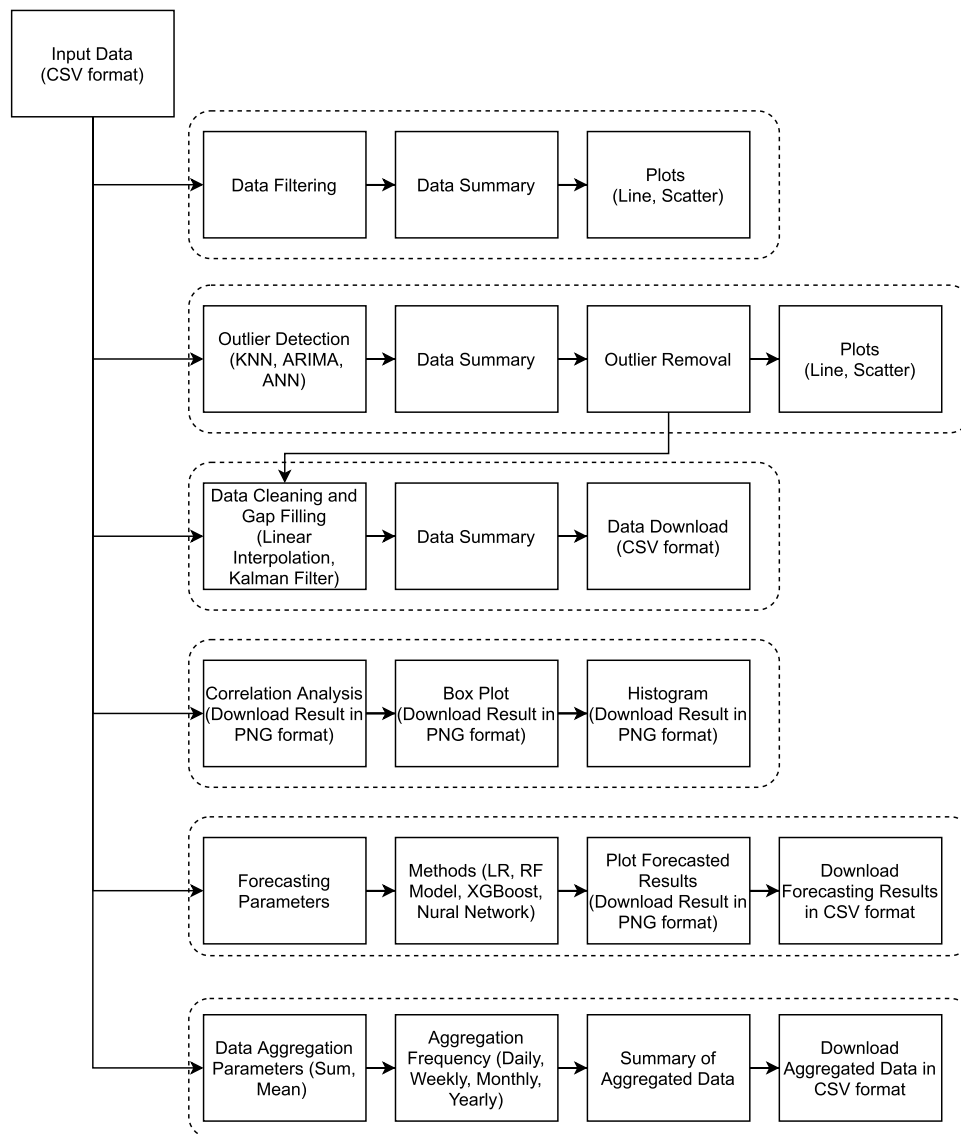 Input Data
(CSV format)
Data Filtering
Data Summary
Plots
(Line, Scatter)
Outlier Detection
(KNN, ARIMA,
ANN)
Data Summary
Outlier Removal
Plots
(Line, Scatter)
Data Cleaning and
Gap Filling
(Linear
Interpolation,
Kalman Filter)
Data Summary
Data Download
(CSV format)
Correlation Analysis
(Download Result in
PNG format)
Box Plot
(Download Result in
PNG format)
Histogram
(Download Result in
PNG format)
Forecasting
Parameters
Methods (LR, RF
Model, XGBoost,
Nural Network)
Plot Forecasted
Results
(Download Result in
PNG format)
Download
Forecasting Results
in CSV format
Data Aggregation
Parameters (Sum,
Mean)
Aggregation
Frequency (Daily,
Weekly, Monthly,
Yearly)
Summary of
Aggregated Data
Download
Aggregated Data in
CSV format